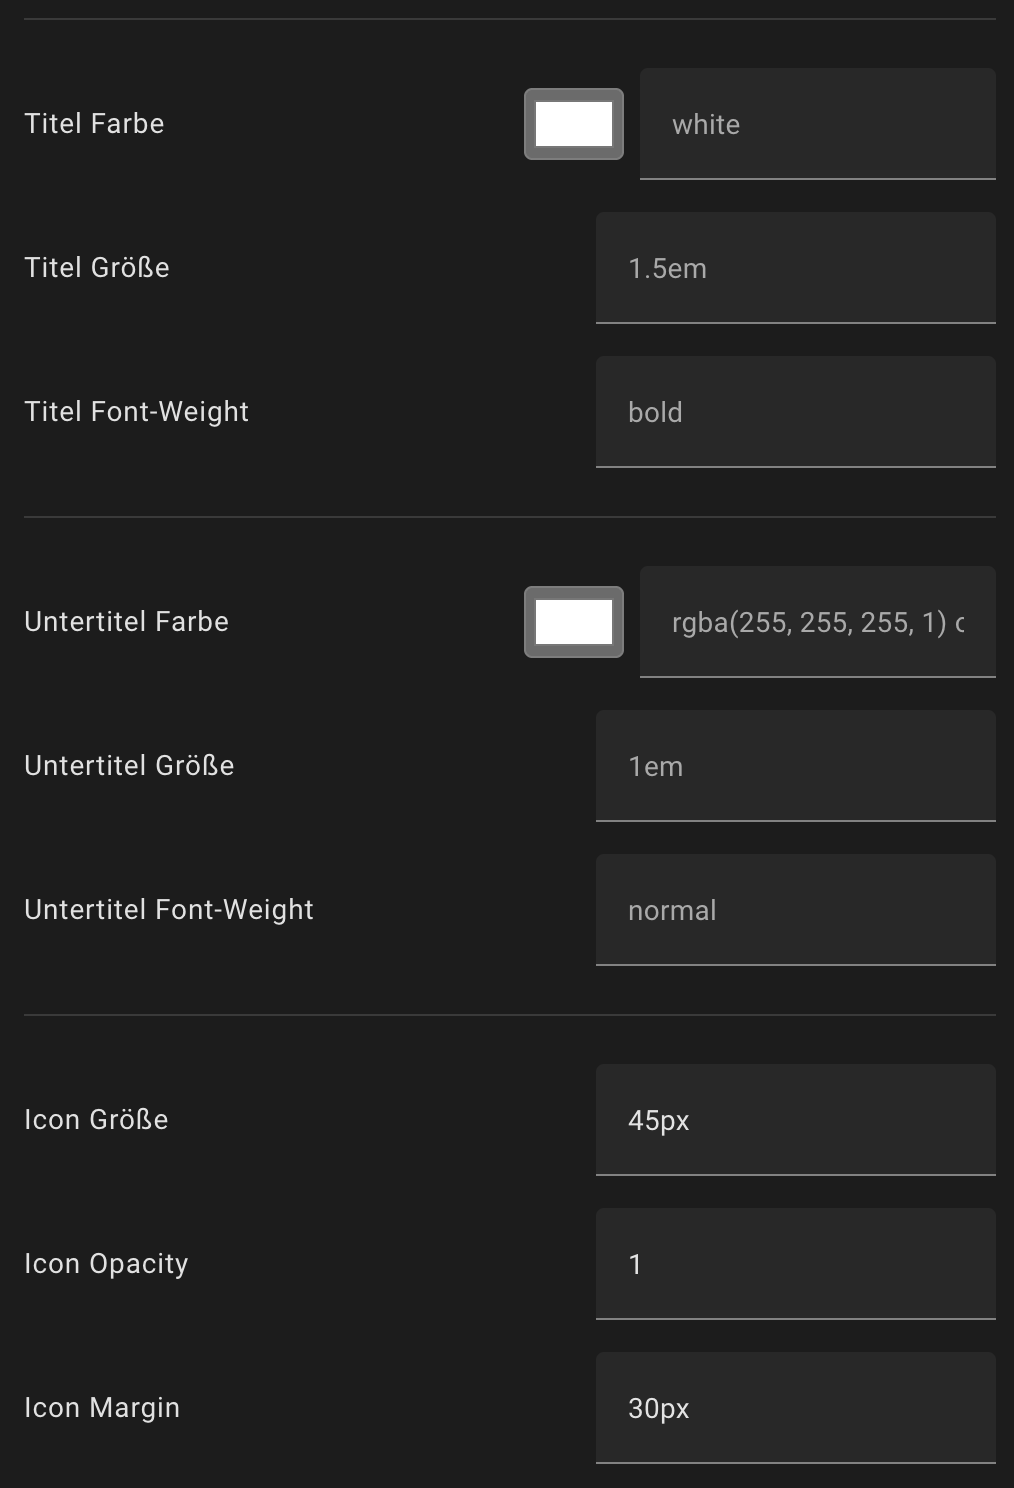 Titel Farbe
white
Titel Größe
1.5em
Titel Font-Weight
bold
Untertitel Farbe
rgba(255, 255, 255, 1)
Untertitel Größe
1em
Untertitel Font-Weight
normal
Icon Größe
45px
Icon Opacity
1
Icon Margin
30px